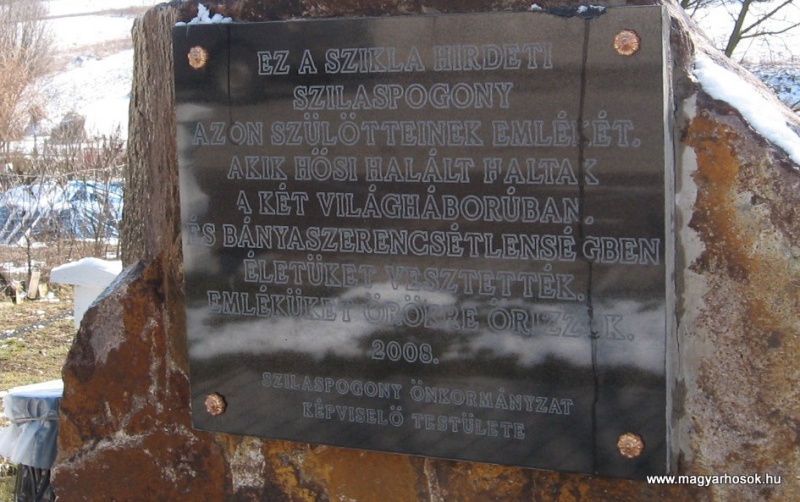 EZ A SZIKLA HIRDETI
SZILASPOGONY
AZON SZÜLÖTTEINEK EMLÉKÉT.
AKIK HŐSI HALÁLT HALTAK
A KÉT VILÁGHÁBORÚBAN,
ÉS BÁNYASZERENCSÉTLENSÉGBEN
ÉLETÜKET VESZTETTÉK.
EMLÉKÜKET ÖRÖKRE ŐRIZZÜK.
2008.
SZILASPOGONY ÖNKORMÁNYZAT
KÉPVISELŐ TESTÜLETE
www.magyarhosok.hu